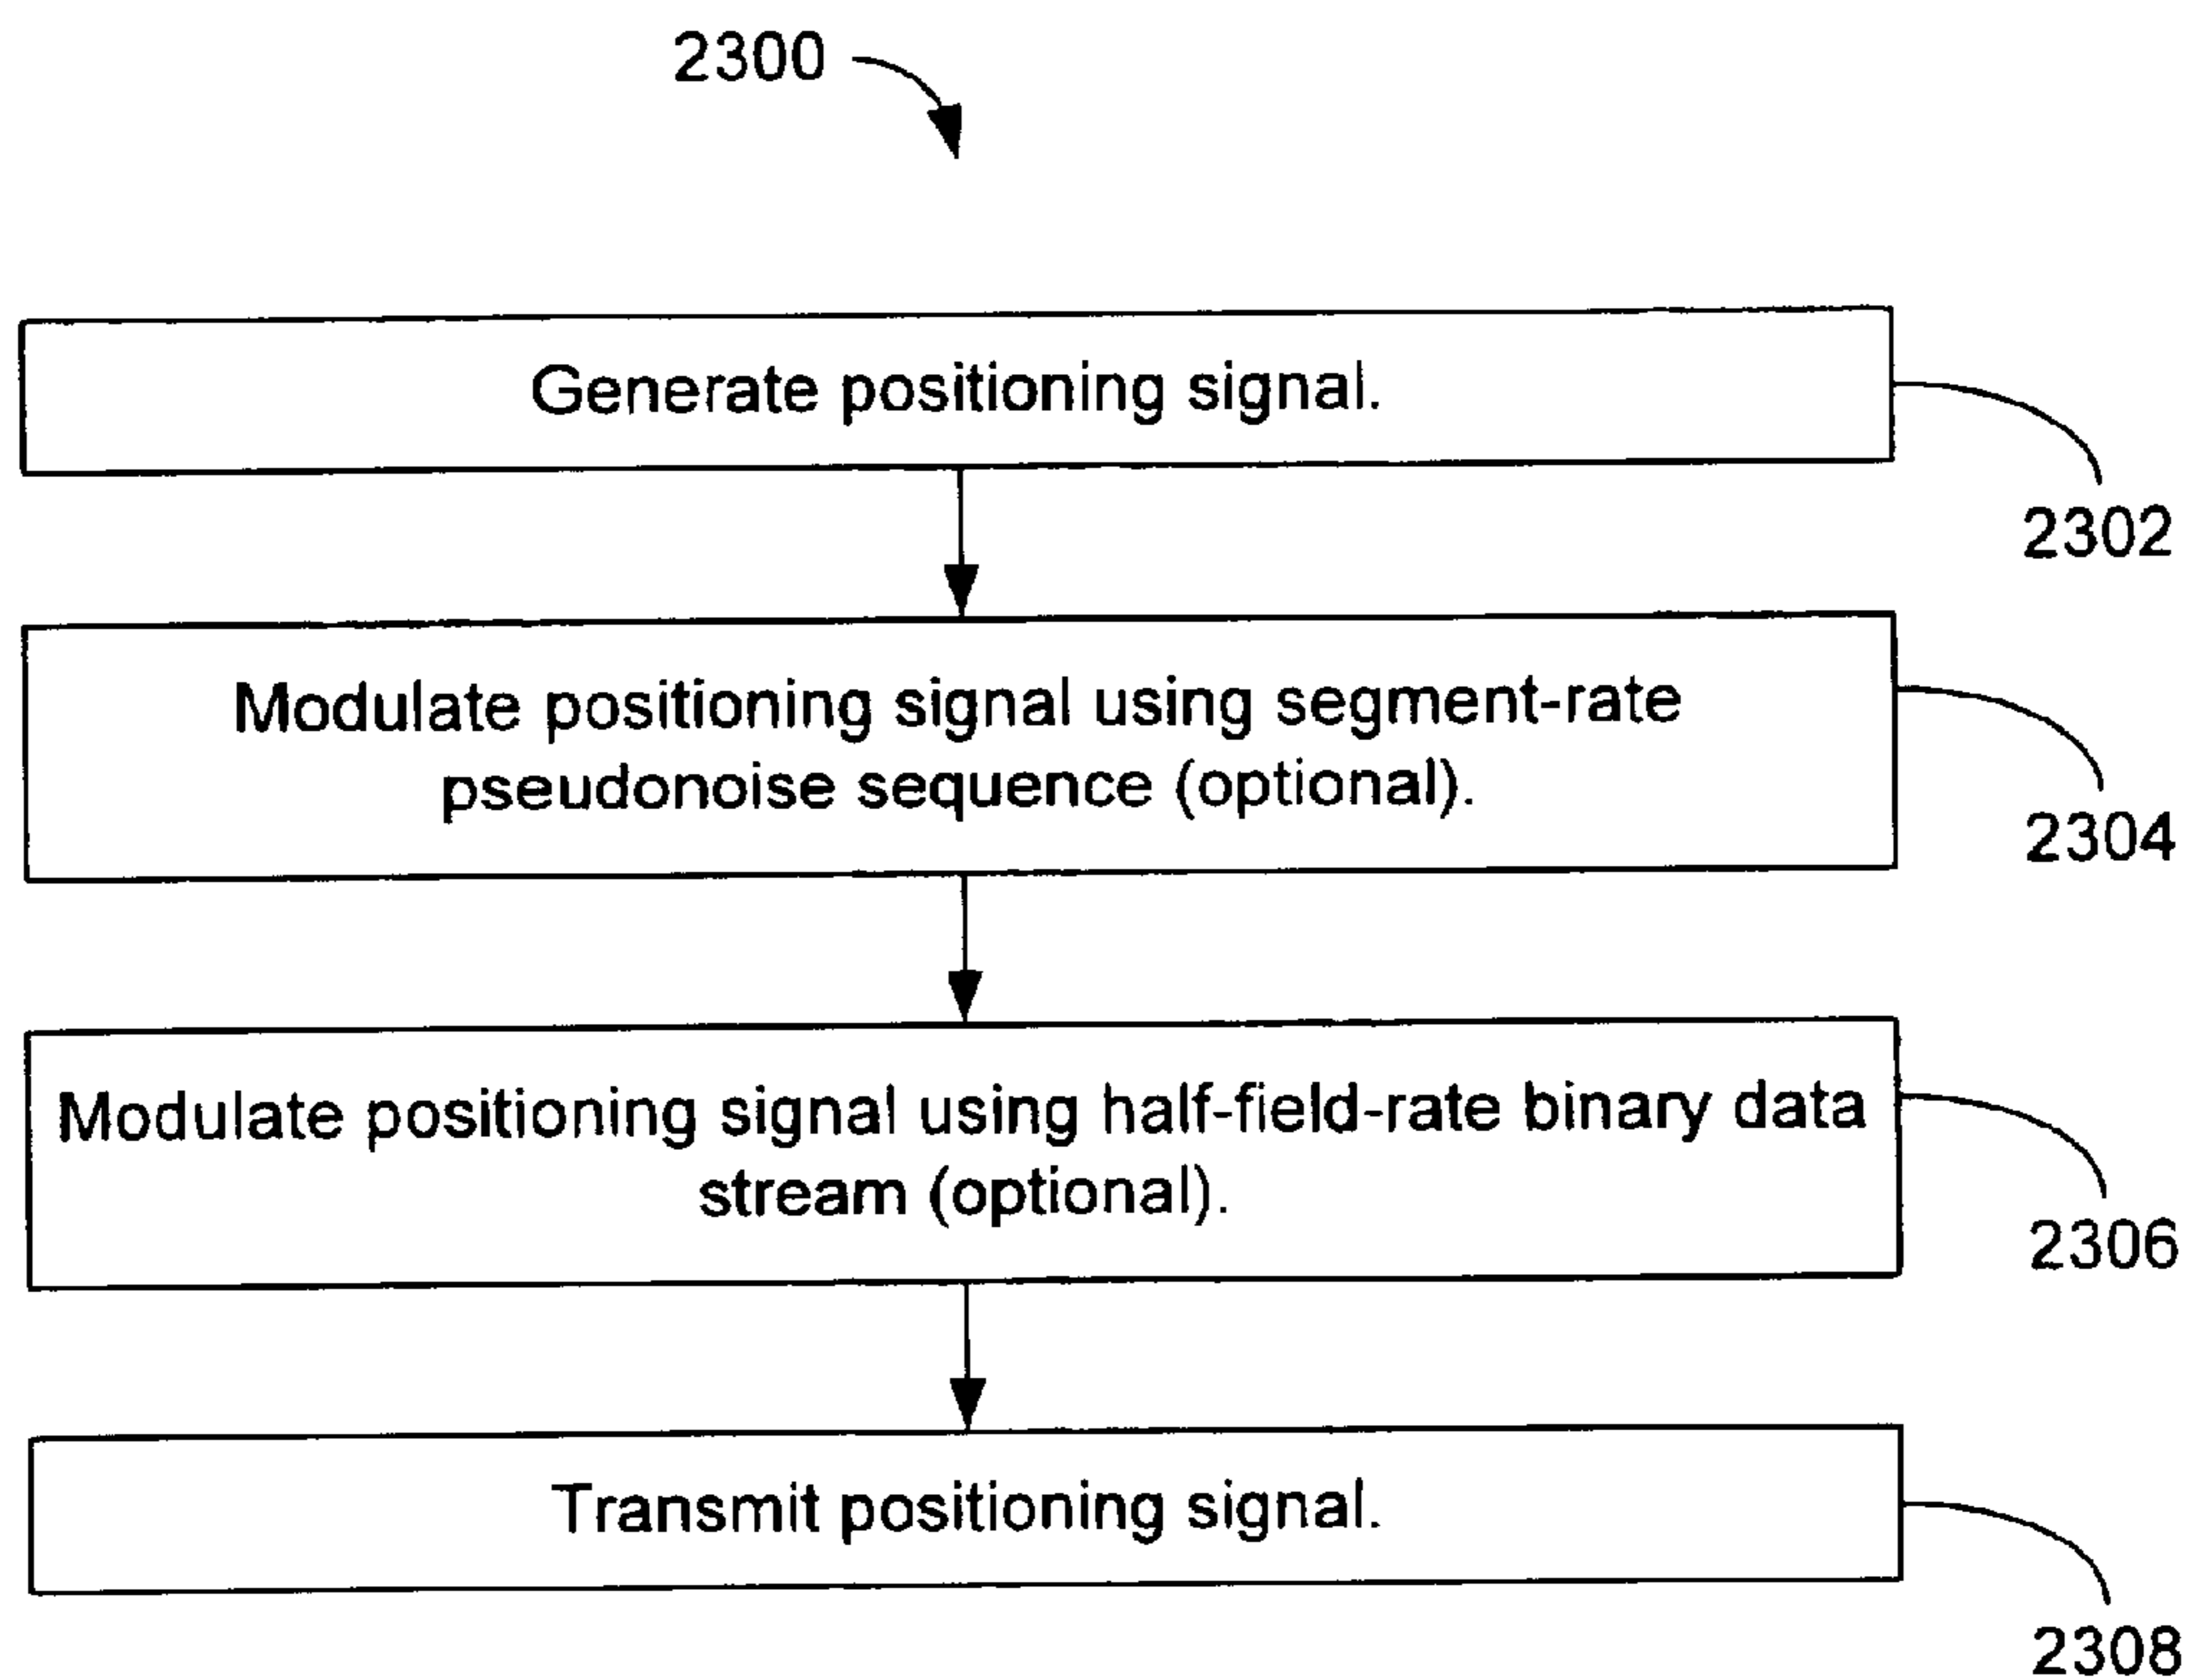 2300
Generate positioning signal.
2302
Modulate positioning signal using segment-rate
pseudonoise sequence (optional).
2304
Modulate positioning signal using half-field-rate binary data
stream (optional).
2306
Transmit positioning signal.
2308